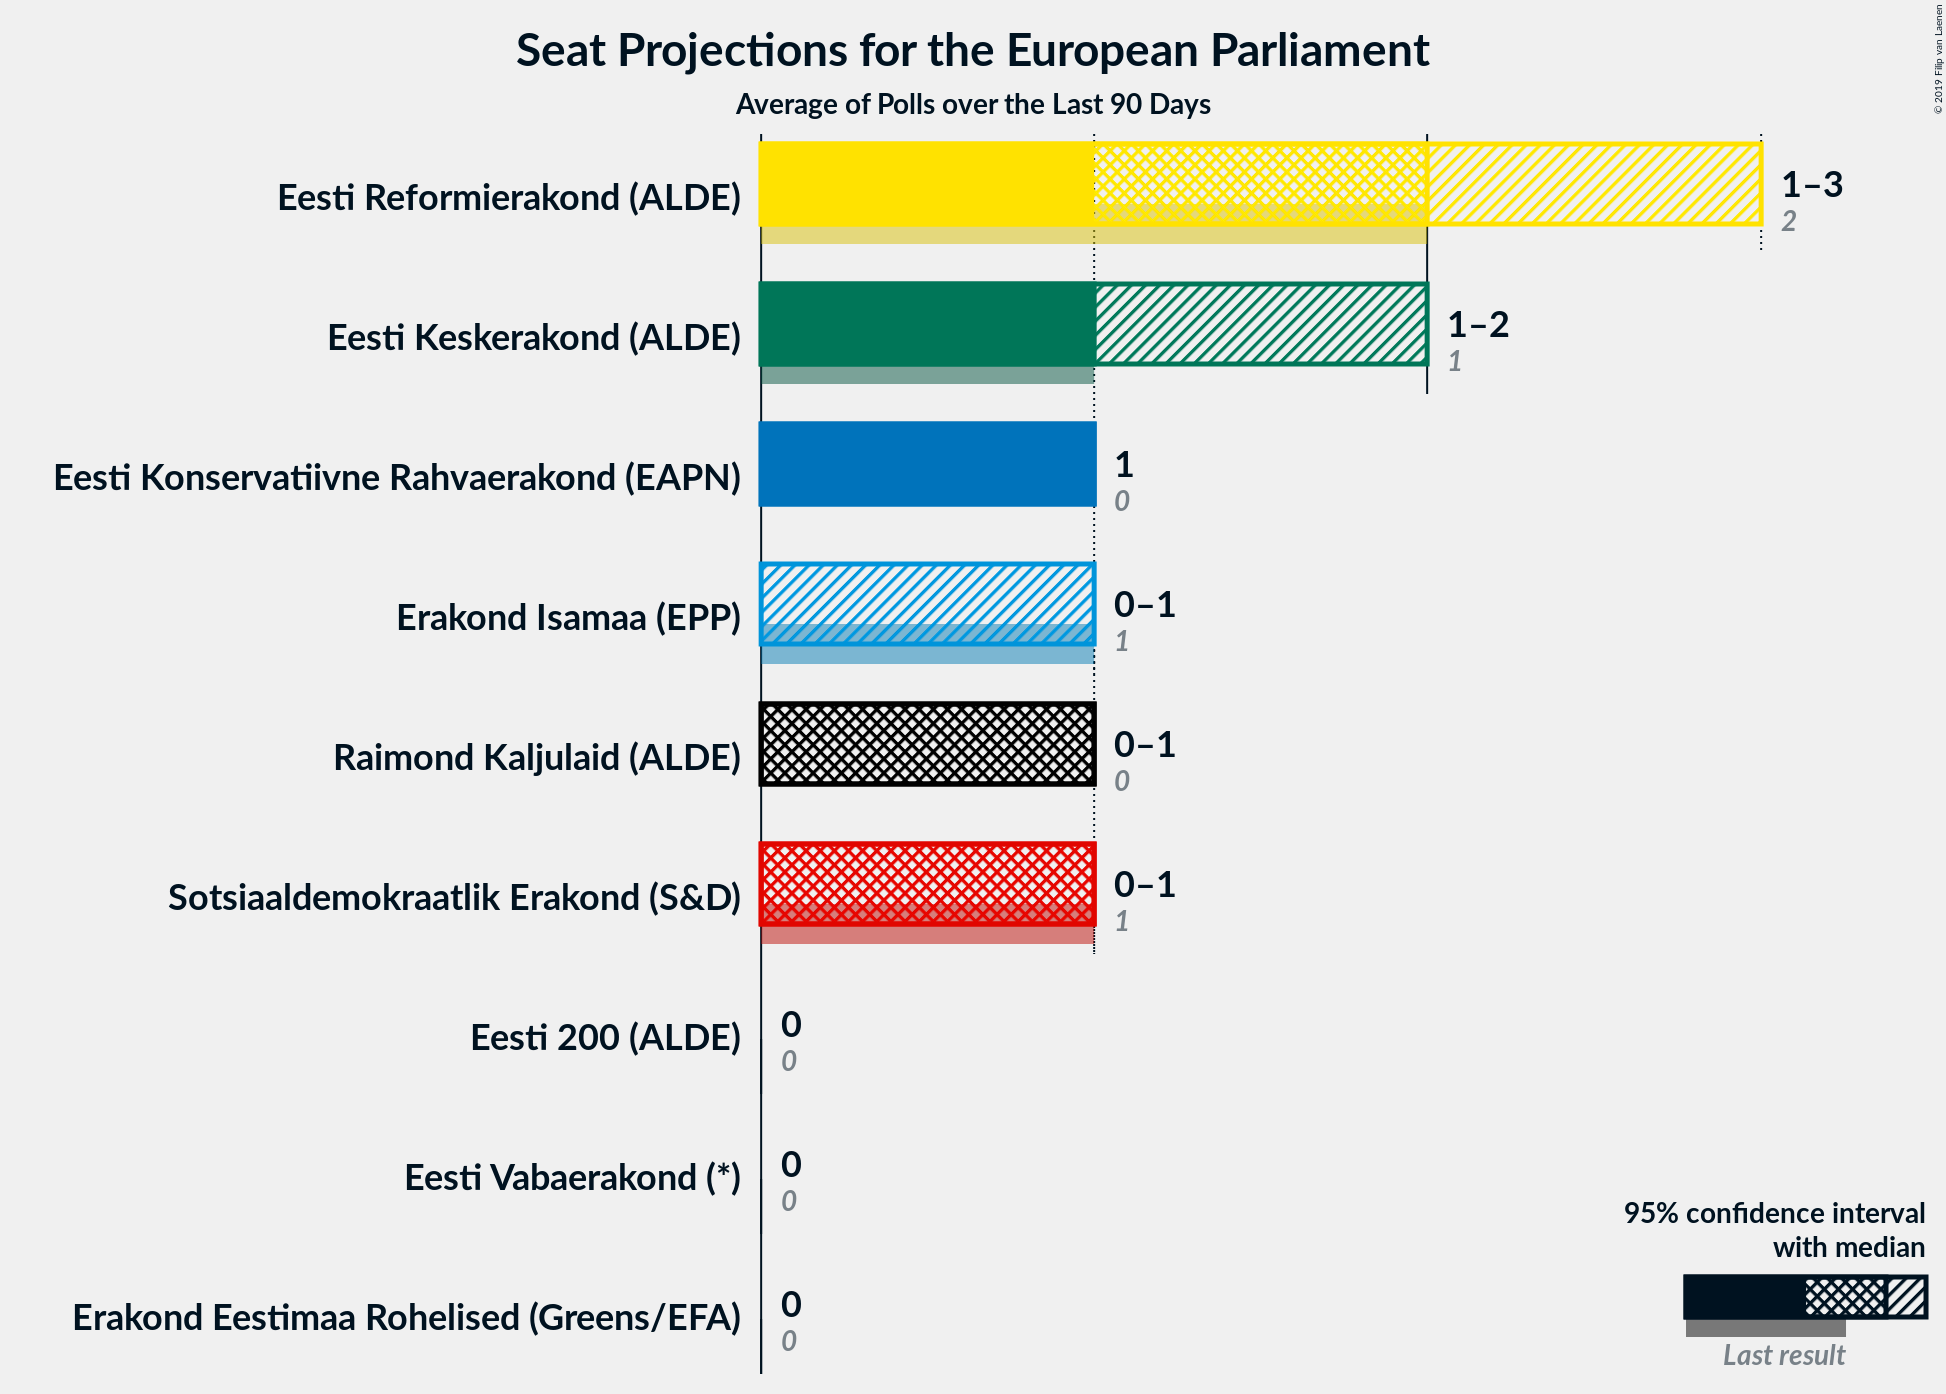 Seat Projections for the European Parliament
Average of Polls over the Last 90 Days
© 2019 Filip van Laenen
Eesti Reformierakond (ALDE)
1–3
2
Eesti Keskerakond (ALDE)
1–2
1
Eesti Konservatiivne Rahvaerakond (EAPN)
1
0
Erakond Isamaa (EPP)
0–1
1
Raimond Kaljulaid (ALDE)
0–1
0
Sotsiaaldemokraatlik Erakond (S&D)
0–1
1
Eesti 200 (ALDE)
0
0
Eesti Vabaerakond (*)
0
0
Erakond Eestimaa Rohelised (Greens/EFA)
0
0
95% confidence interval
with median
Last result